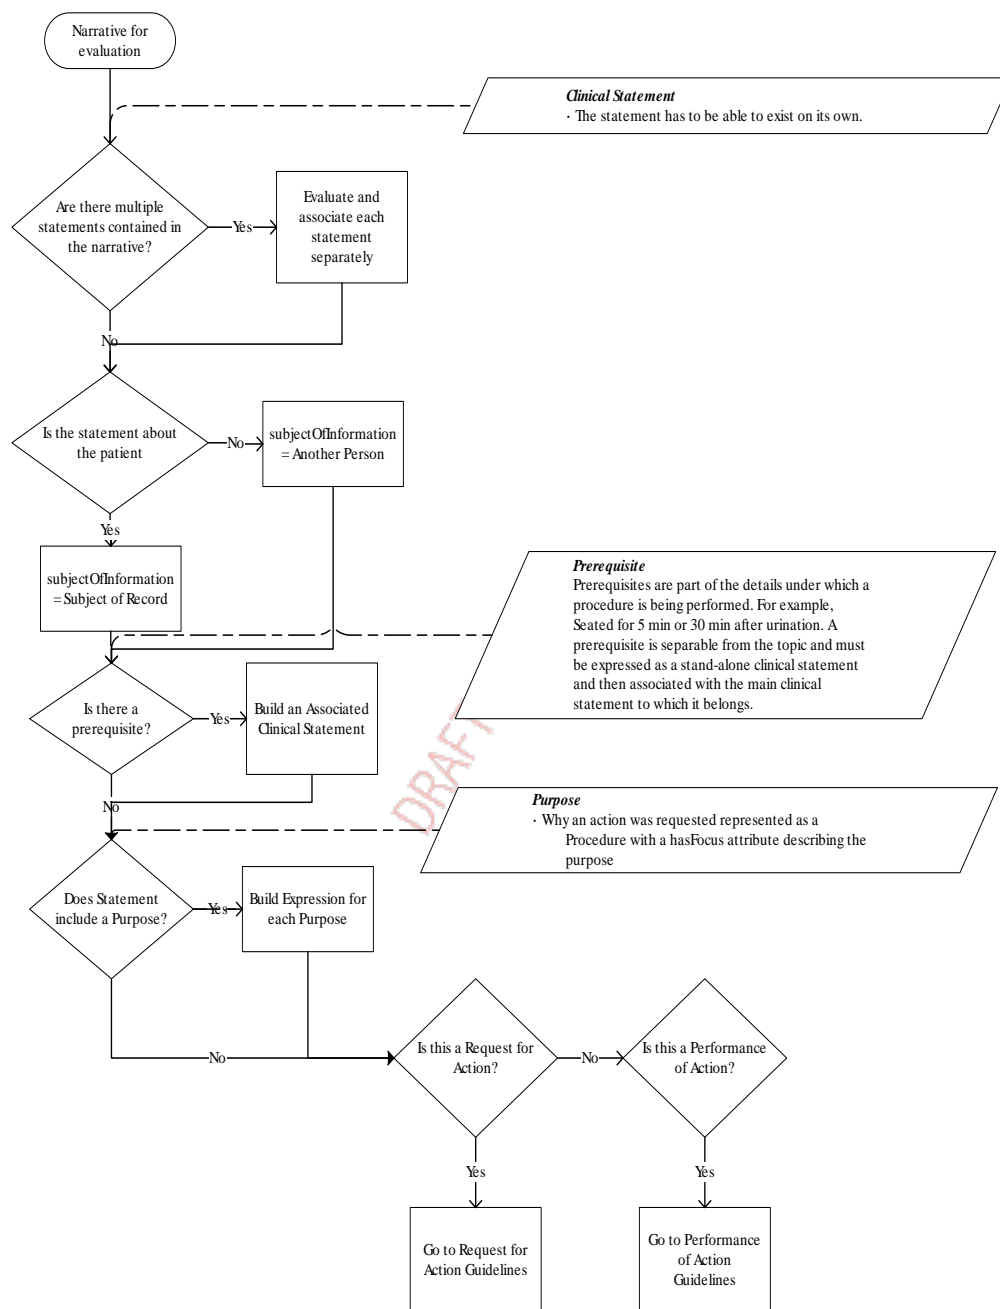 Narrative for
evaluation
Clinical Statement
· The statement has to be able to exist on its own.
Are there multiple
statements contained in
the narrative?
Yes
Evaluate and
associate each
statement
separately
No
Is the statement about
the patient
No
subjectOfInformation
= Another Person
Yes
subjectOfInformation
= Subject of Record
Prerequisite
Prerequisites are part of the details under which a
procedure is being performed. For example,
Seated for 5 min or 30 min after urination. A
prerequisite is separable from the topic and must
be expressed as a stand-alone clinical statement
and then associated with the main clinical
statement to which it belongs.
Is there a
prerequisite?
Yes
Build an Associated
Clinical Statement
DRAFT
No
Purpose
· Why an action was requested represented as a
Procedure with a hasFocus attribute describing the
purpose
Does Statement
include a Purpose?
Yes
Build Expression for
each Purpose
No
Is this a Request for
Action?
No
Is this a Performance
of Action?
Yes
Yes
Go to Request for
Action Guidelines
Go to Performance
of Action
Guidelines